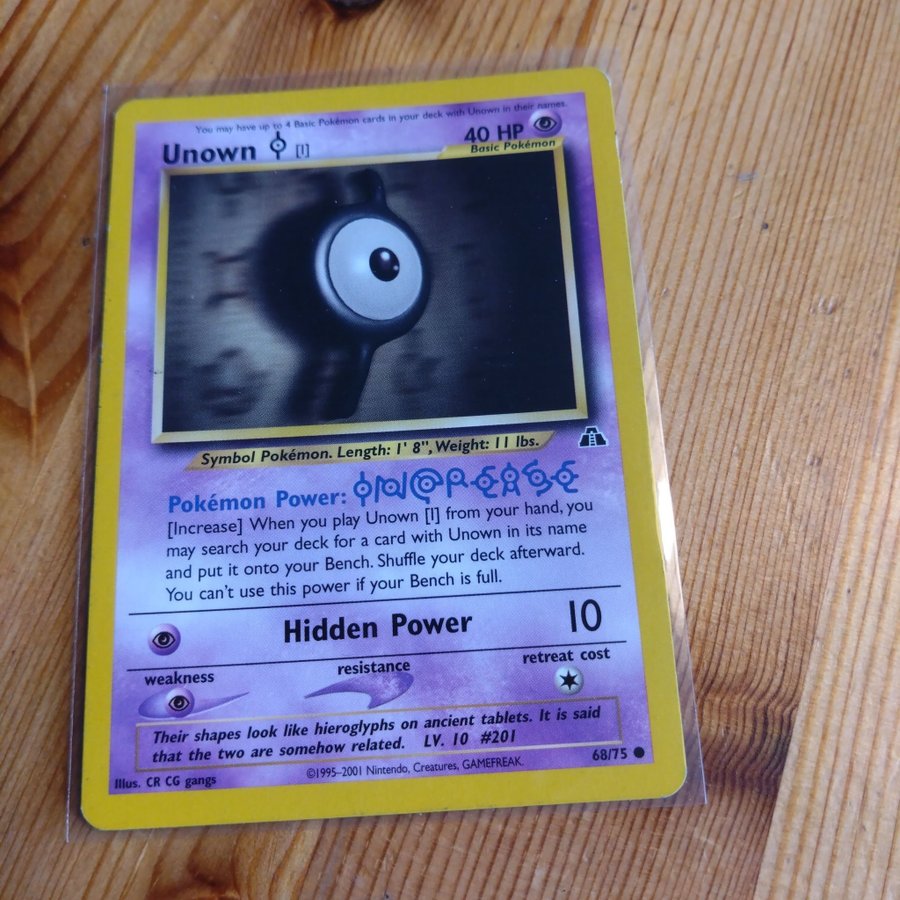 You may have up to 4 Basic Pokémon cards in your deck with Unown in their names.
Unown [I]
40 HP
Basic Pokémon
Symbol Pokémon. Length: 1' 8", Weight: 11 lbs.
Pokémon Power: INCREASE
[Increase] When you play Unown [I] from your hand, you
may search your deck for a card with Unown in its name
and put it onto your Bench. Shuffle your deck afterward.
You can't use this power if your Bench is full.
Hidden Power 10
weakness
resistance
retreat cost
Their shapes look like hieroglyphs on ancient tablets. It is said
that the two are somehow related. LV. 10 #201
Illus. CR CG gangs
©1995–2001 Nintendo, Creatures, GAMEFREAK.
68/75